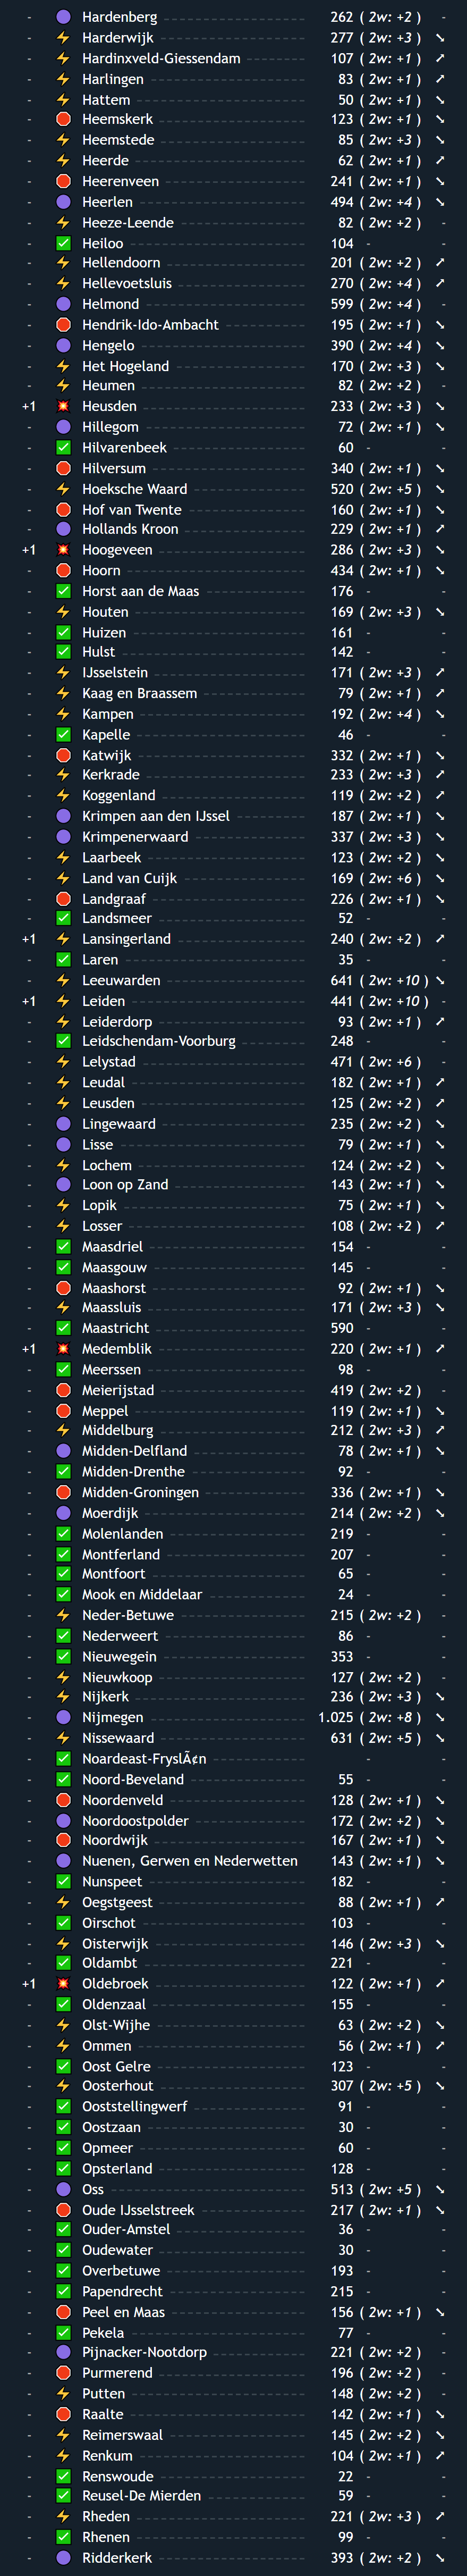 - Hardenberg 262 ( 2w: +2 ) -
- Harderwijk 277 ( 2w: +3 ) ↘
- Hardinxveld-Giessendam 107 ( 2w: +1 ) ↗
- Harlingen 83 ( 2w: +1 ) ↗
- Hattem 50 ( 2w: +1 ) ↘
- Heemskerk 123 ( 2w: +1 ) ↘
- Heemstede 85 ( 2w: +3 ) ↘
- Heerde 62 ( 2w: +1 ) ↗
- Heerenveen 241 ( 2w: +1 ) ↘
- Heerlen 494 ( 2w: +4 ) ↘
- Heeze-Leende 82 ( 2w: +2 ) -
- Heiloo 104 - -
- Hellendoorn 201 ( 2w: +2 ) ↗
- Hellevoetsluis 270 ( 2w: +4 ) ↗
- Helmond 599 ( 2w: +4 ) -
- Hendrik-Ido-Ambacht 195 ( 2w: +1 ) ↘
- Hengelo 390 ( 2w: +4 ) ↘
- Het Hogeland 170 ( 2w: +3 ) ↘
- Heumen 82 ( 2w: +2 ) -
+1 Heusden 233 ( 2w: +3 ) ↘
- Hillegom 72 ( 2w: +1 ) ↘
- Hilvarenbeek 60 - -
- Hilversum 340 ( 2w: +1 ) ↘
- Hoeksche Waard 520 ( 2w: +5 ) ↘
- Hof van Twente 160 ( 2w: +1 ) ↘
- Hollands Kroon 229 ( 2w: +1 ) ↗
+1 Hoogeveen 286 ( 2w: +3 ) ↘
- Hoorn 434 ( 2w: +1 ) ↘
- Horst aan de Maas 176 - -
- Houten 169 ( 2w: +3 ) ↘
- Huizen 161 - -
- Hulst 142 - -
- IJsselstein 171 ( 2w: +3 ) ↗
- Kaag en Braassem 79 ( 2w: +1 ) ↗
- Kampen 192 ( 2w: +4 ) ↘
- Kapelle 46 - -
- Katwijk 332 ( 2w: +1 ) ↘
- Kerkrade 233 ( 2w: +3 ) ↗
- Koggenland 119 ( 2w: +2 ) ↗
- Krimpen aan den IJssel 187 ( 2w: +1 ) ↘
- Krimpenerwaard 337 ( 2w: +3 ) ↘
- Laarbeek 123 ( 2w: +2 ) ↘
- Land van Cuijk 169 ( 2w: +6 ) ↘
- Landgraaf 226 ( 2w: +1 ) ↘
- Landsmeer 52 - -
+1 Lansingerland 240 ( 2w: +2 ) ↗
- Laren 35 - -
- Leeuwarden 641 ( 2w: +10 ) ↘
+1 Leiden 441 ( 2w: +10 ) -
- Leiderdorp 93 ( 2w: +1 ) ↗
- Leidschendam-Voorburg 248 - -
- Lelystad 471 ( 2w: +6 ) -
- Leudal 182 ( 2w: +1 ) ↗
- Leusden 125 ( 2w: +2 ) ↗
- Lingewaard 235 ( 2w: +2 ) ↘
- Lisse 79 ( 2w: +1 ) ↘
- Lochem 124 ( 2w: +2 ) ↘
- Loon op Zand 143 ( 2w: +1 ) ↘
- Lopik 75 ( 2w: +1 ) ↘
- Losser 108 ( 2w: +2 ) ↗
- Maasdriel 154 - -
- Maasgouw 145 - -
- Maashorst 92 ( 2w: +1 ) ↘
- Maassluis 171 ( 2w: +3 ) ↘
- Maastricht 590 - -
+1 Medemblik 220 ( 2w: +1 ) ↗
- Meerssen 98 - -
- Meierijstad 419 ( 2w: +2 ) -
- Meppel 119 ( 2w: +1 ) ↘
- Middelburg 212 ( 2w: +3 ) ↗
- Midden-Delfland 78 ( 2w: +1 ) ↘
- Midden-Drenthe 92 - -
- Midden-Groningen 336 ( 2w: +1 ) ↘
- Moerdijk 214 ( 2w: +2 ) ↘
- Molenlanden 219 - -
- Montferland 207 - -
- Montfoort 65 - -
- Mook en Middelaar 24 - -
- Neder-Betuwe 215 ( 2w: +2 ) -
- Nederweert 86 - -
- Nieuwegein 353 - -
- Nieuwkoop 127 ( 2w: +2 ) -
- Nijkerk 236 ( 2w: +3 ) ↘
- Nijmegen 1.025 ( 2w: +8 ) ↘
- Nissewaard 631 ( 2w: +5 ) ↘
- Noardeast-FryslÃ¢n - -
- Noord-Beveland 55 - -
- Noordenveld 128 ( 2w: +1 ) ↘
- Noordoostpolder 172 ( 2w: +2 ) ↘
- Noordwijk 167 ( 2w: +1 ) ↘
- Nuenen, Gerwen en Nederwetten 143 ( 2w: +1 ) ↘
- Nunspeet 182 - -
- Oegstgeest 88 ( 2w: +1 ) ↗
- Oirschot 103 - -
- Oisterwijk 146 ( 2w: +3 ) ↘
- Oldambt 221 - -
+1 Oldebroek 122 ( 2w: +1 ) ↗
- Oldenzaal 155 - -
- Olst-Wijhe 63 ( 2w: +2 ) ↘
- Ommen 56 ( 2w: +1 ) ↗
- Oost Gelre 123 - -
- Oosterhout 307 ( 2w: +5 ) ↘
- Ooststellingwerf 91 - -
- Oostzaan 30 - -
- Opmeer 60 - -
- Opsterland 128 - -
- Oss 513 ( 2w: +5 ) ↘
- Oude IJsselstreek 217 ( 2w: +1 ) ↘
- Ouder-Amstel 36 - -
- Oudewater 30 - -
- Overbetuwe 193 - -
- Papendrecht 215 - -
- Peel en Maas 156 ( 2w: +1 ) ↘
- Pekela 77 - -
- Pijnacker-Nootdorp 221 ( 2w: +2 ) -
- Purmerend 196 ( 2w: +2 ) -
- Putten 148 ( 2w: +2 ) -
- Raalte 142 ( 2w: +1 ) ↘
- Reimerswaal 145 ( 2w: +2 ) ↘
- Renkum 104 ( 2w: +1 ) ↗
- Renswoude 22 - -
- Reusel-De Mierden 59 - -
- Rheden 221 ( 2w: +3 ) ↗
- Rhenen 99 - -
- Ridderkerk 393 ( 2w: +2 ) ↘